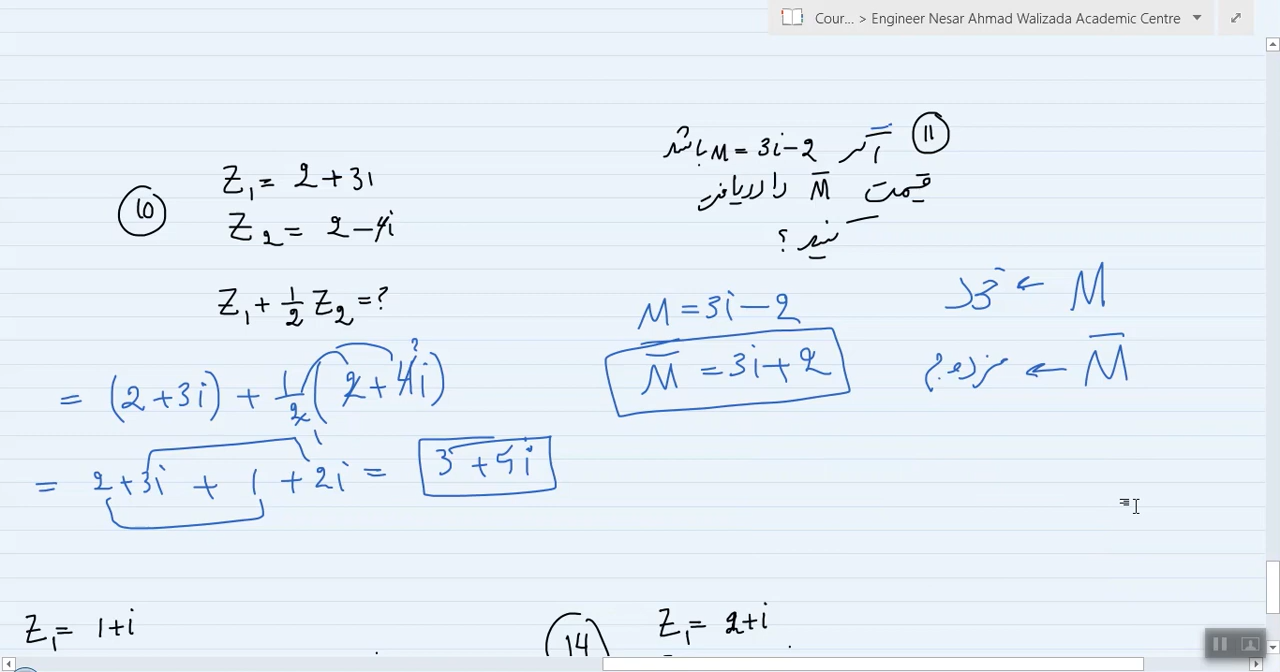 Cour... > Engineer Nesar Ahmad Walizada Academic Centre
10
Z₁ = 2 + 3i
Z₂ = 2 - 4i
Z₁ + 1/2 Z₂ = ?
= (2 + 3i) + 1/2 (2 + 4i)
?
1
= 2 + 3i + 1 + 2i = 3 + 5i
11 اگر M = 3i - 2 باشد
قیمت M̅ را دریافت
کنید ؟
M = 3i - 2
M̅ = 3i + 2
M ←
M̅ ← مزدوج
Z₁ = 1 + i
14
Z₁ = 2 + i